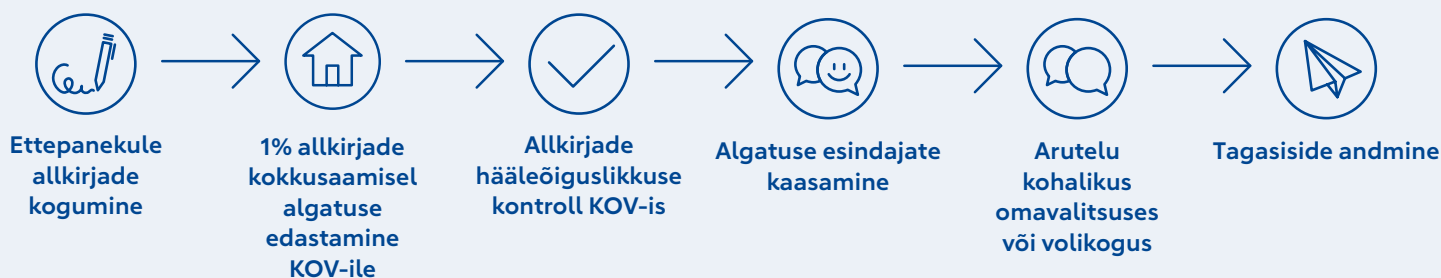 Ettepanekule
allkirjade
kogumine
1% allkirjade
kokkusaamisel
algatuse
edastamine
KOV-ile
Allkirjade
hääleõiguslikkuse
kontroll KOV-is
Algatuse esindajate
kaasamine
Arutelu
kohalikus
omavalitsuses
või volikogus
Tagasiside andmine